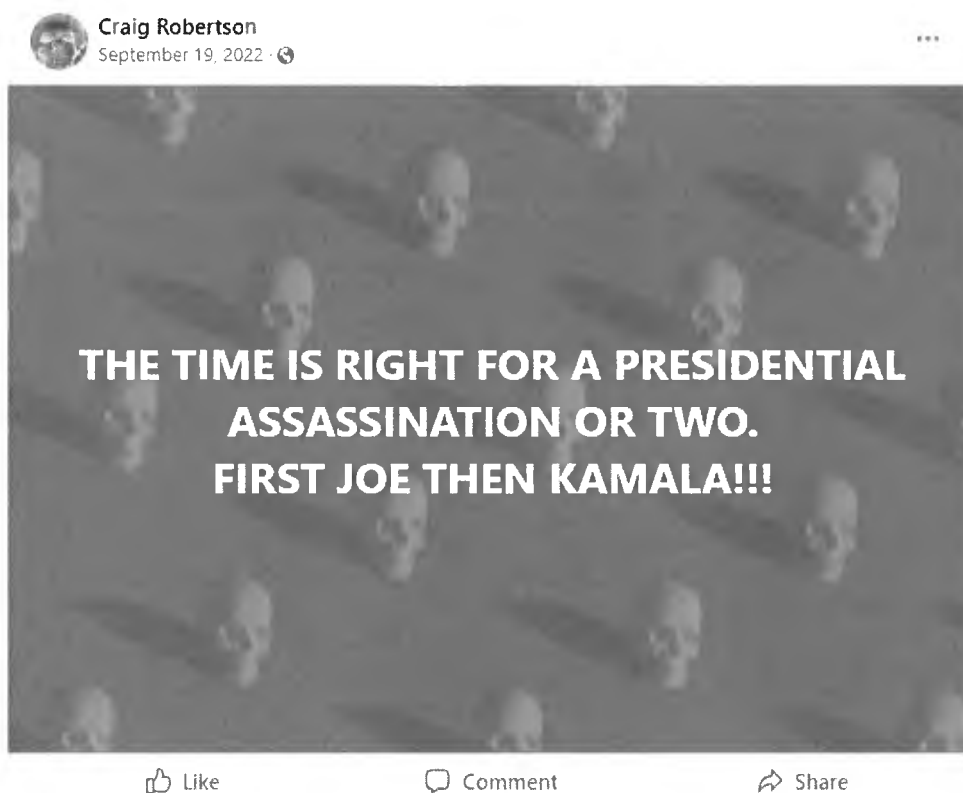 Craig Robertson
September 19, 2022 ·
THE TIME IS RIGHT FOR A PRESIDENTIAL
ASSASSINATION OR TWO.
FIRST JOE THEN KAMALA!!!
Like Comment Share